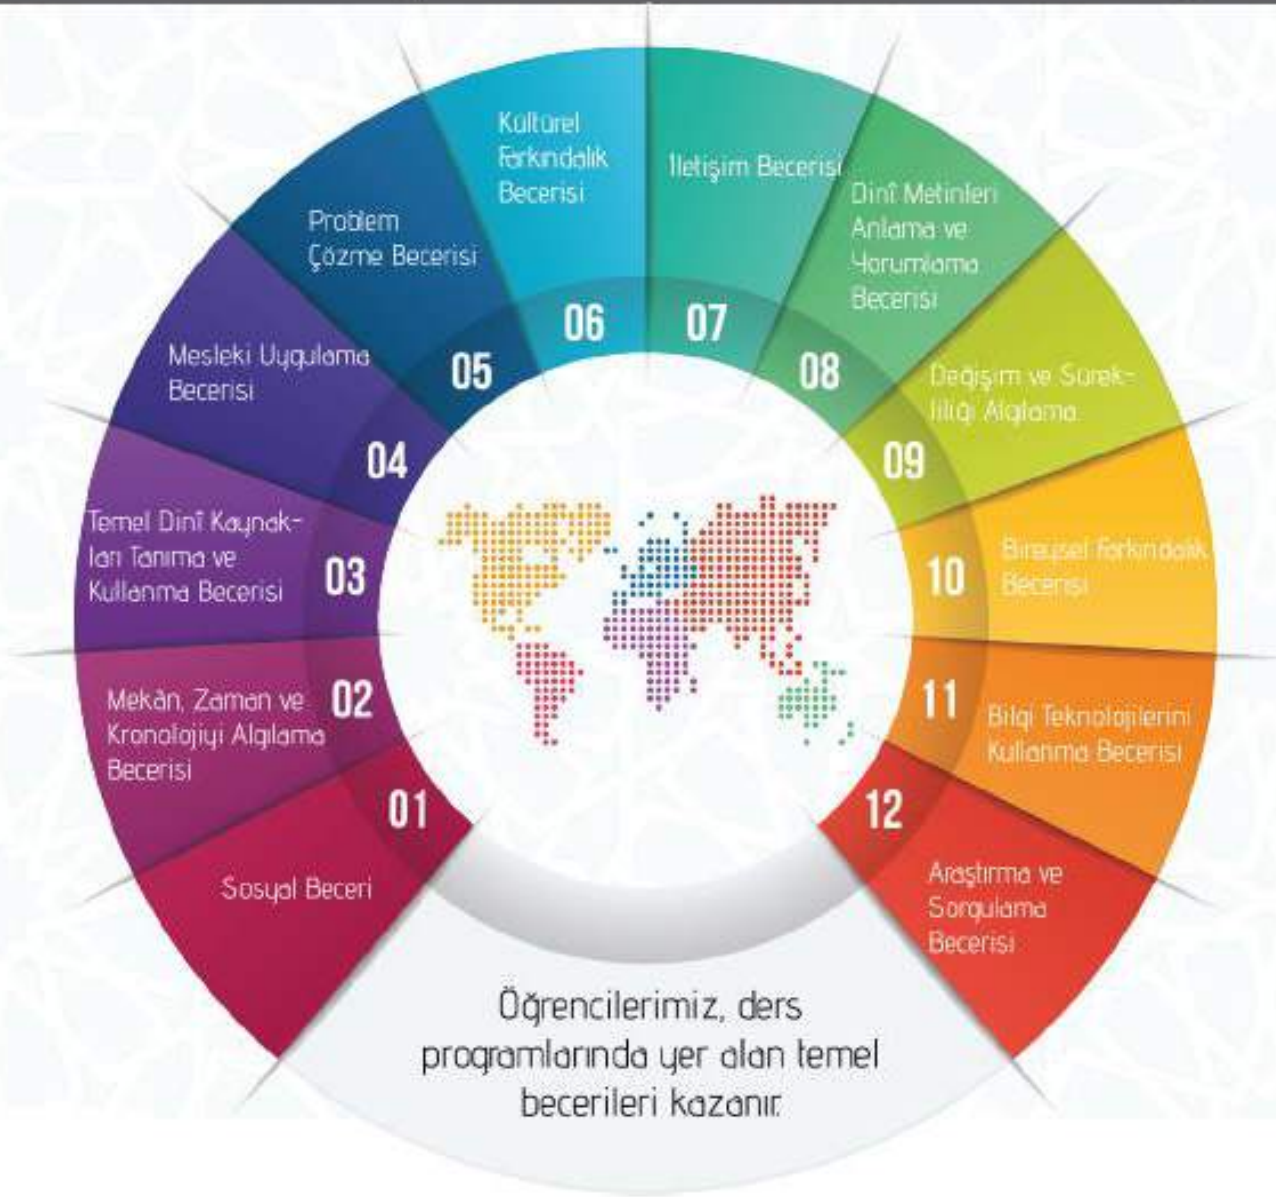 01
Sosyal Beceri
02
Mekân, Zaman ve
Kronolojiyi Algılama
Becerisi
03
Temel Dinî Kaynak-
ları Tanıma ve
Kullanma Becerisi
04
Mesleki Uygulama
Becerisi
05
Problem
Çözme Becerisi
06
Kültürel
Farkındalık
Becerisi
07
İletişim Becerisi
08
Dinî Metinleri
Anlama ve
Yorumlama
Becerisi
09
Değişim ve Sürek-
liliği Algılama
10
Bireysel Farkındalık
Becerisi
11
Bilgi Teknolojilerini
Kullanma Becerisi
12
Araştırma ve
Sorgulama
Becerisi
Öğrencilerimiz, ders
programlarında yer alan temel
becerileri kazanır.